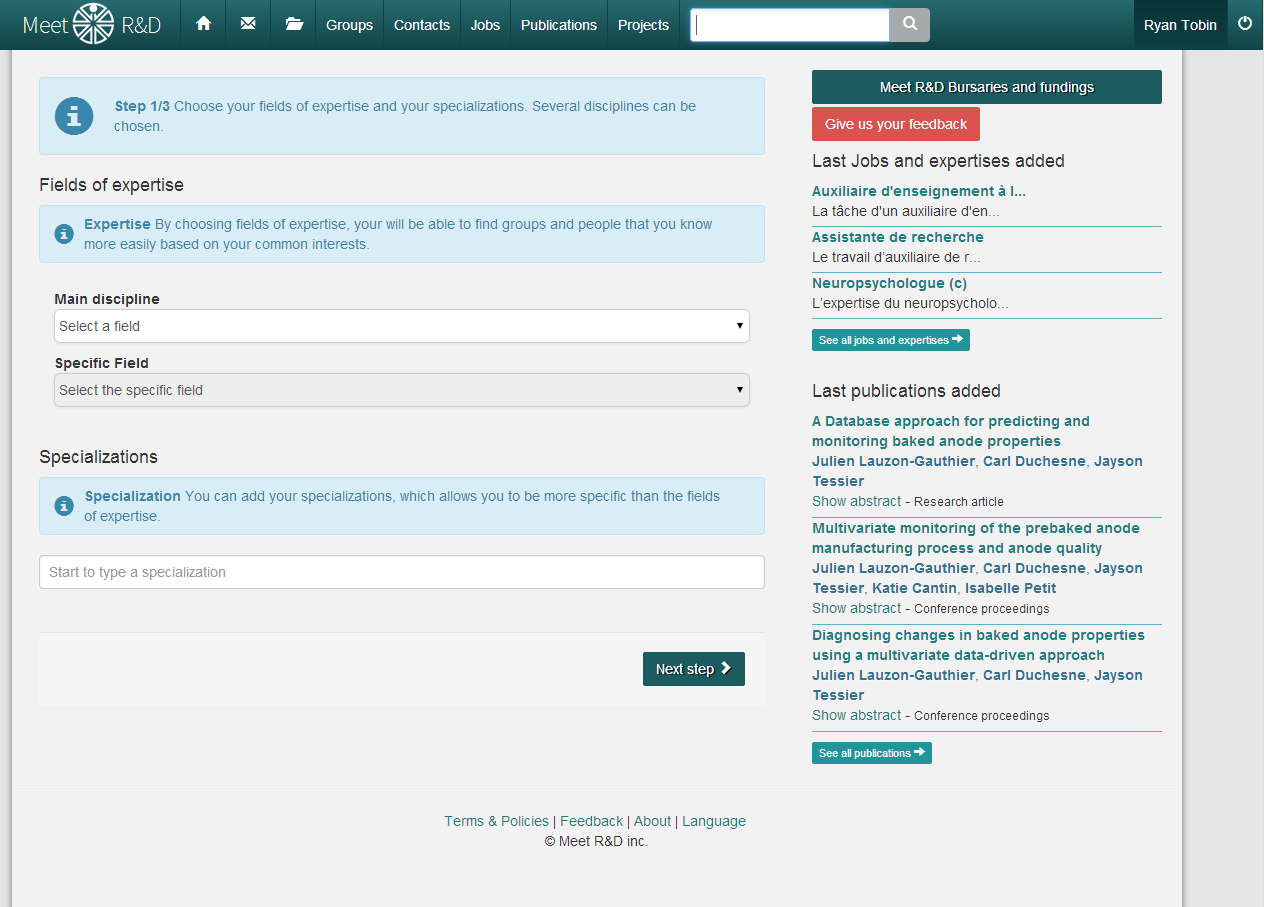 Meet R&D Groups Contacts Jobs Publications Projects Ryan Tobin
Step 1/3 Choose your fields of expertise and your specializations. Several disciplines can be
chosen.
Fields of expertise
Expertise By choosing fields of expertise, your will be able to find groups and people that you know
more easily based on your common interests.
Main discipline
Select a field
Specific Field
Select the specific field
Specializations
Specialization You can add your specializations, which allows you to be more specific than the fields
of expertise.
Start to type a specialization
Next step
Meet R&D Bursaries and fundings
Give us your feedback
Last Jobs and expertises added
Auxiliaire d'enseignement à l...
La tâche d'un auxiliaire d'en...
Assistante de recherche
Le travail d’auxiliaire de r...
Neuropsychologue (c)
L’expertise du neuropsycholo...
See all jobs and expertises
Last publications added
A Database approach for predicting and
monitoring baked anode properties
Julien Lauzon-Gauthier, Carl Duchesne, Jayson
Tessier
Show abstract - Research article
Multivariate monitoring of the prebaked anode
manufacturing process and anode quality
Julien Lauzon-Gauthier, Carl Duchesne, Jayson
Tessier, Katie Cantin, Isabelle Petit
Show abstract - Conference proceedings
Diagnosing changes in baked anode properties
using a multivariate data-driven approach
Julien Lauzon-Gauthier, Carl Duchesne, Jayson
Tessier
Show abstract - Conference proceedings
See all publications
Terms & Policies | Feedback | About | Language
© Meet R&D inc.